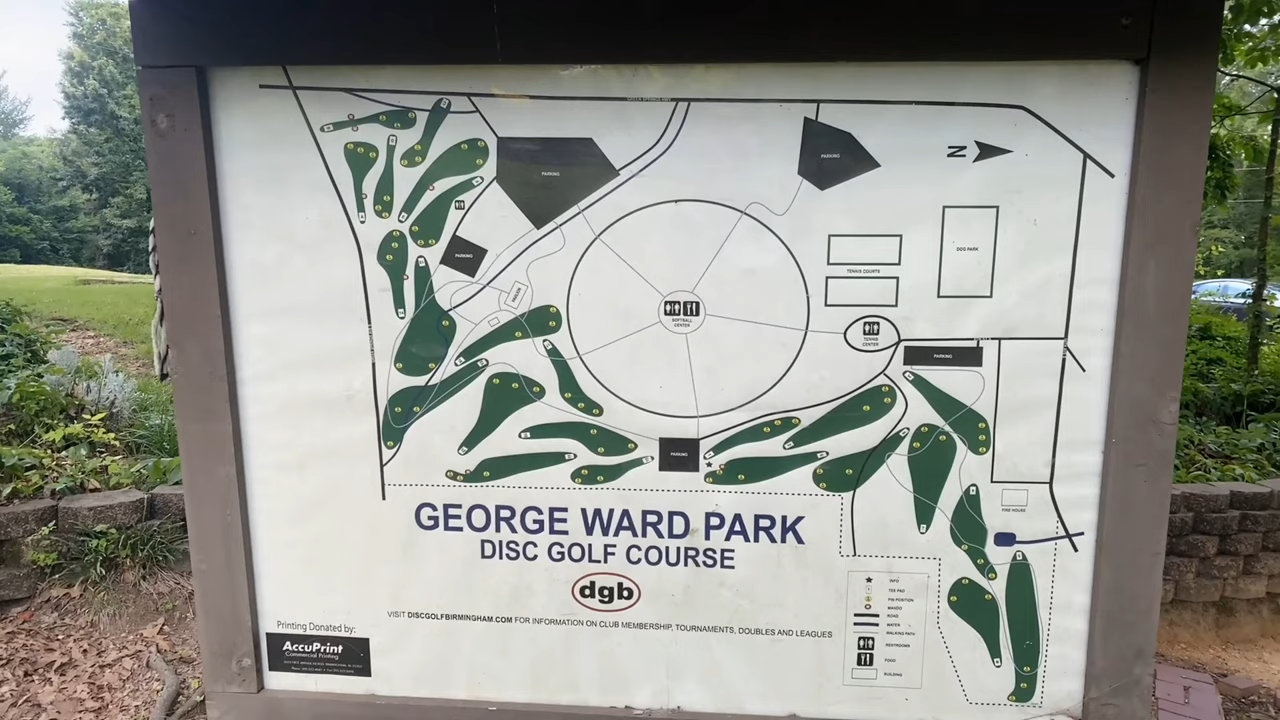 PARKING
PARKING
N
DOG PARK
TENNIS COURTS
PARKING
SOFTBALL
CENTER
TENNIS
CENTER
PARKING
PARKING
FIRE HOUSE
GEORGE WARD PARK
DISC GOLF COURSE
dgb
VISIT DISCGOLFBIRMINGHAM.COM FOR INFORMATION ON CLUB MEMBERSHIP, TOURNAMENTS, DOUBLES AND LEAGUES
INFO
TEE PAD
PIN POSITION
MANDO
ROAD
WATER
WALKING PATH
RESTROOMS
FOOD
BUILDING
Printing Donated by:
AccuPrint
Commercial Printing